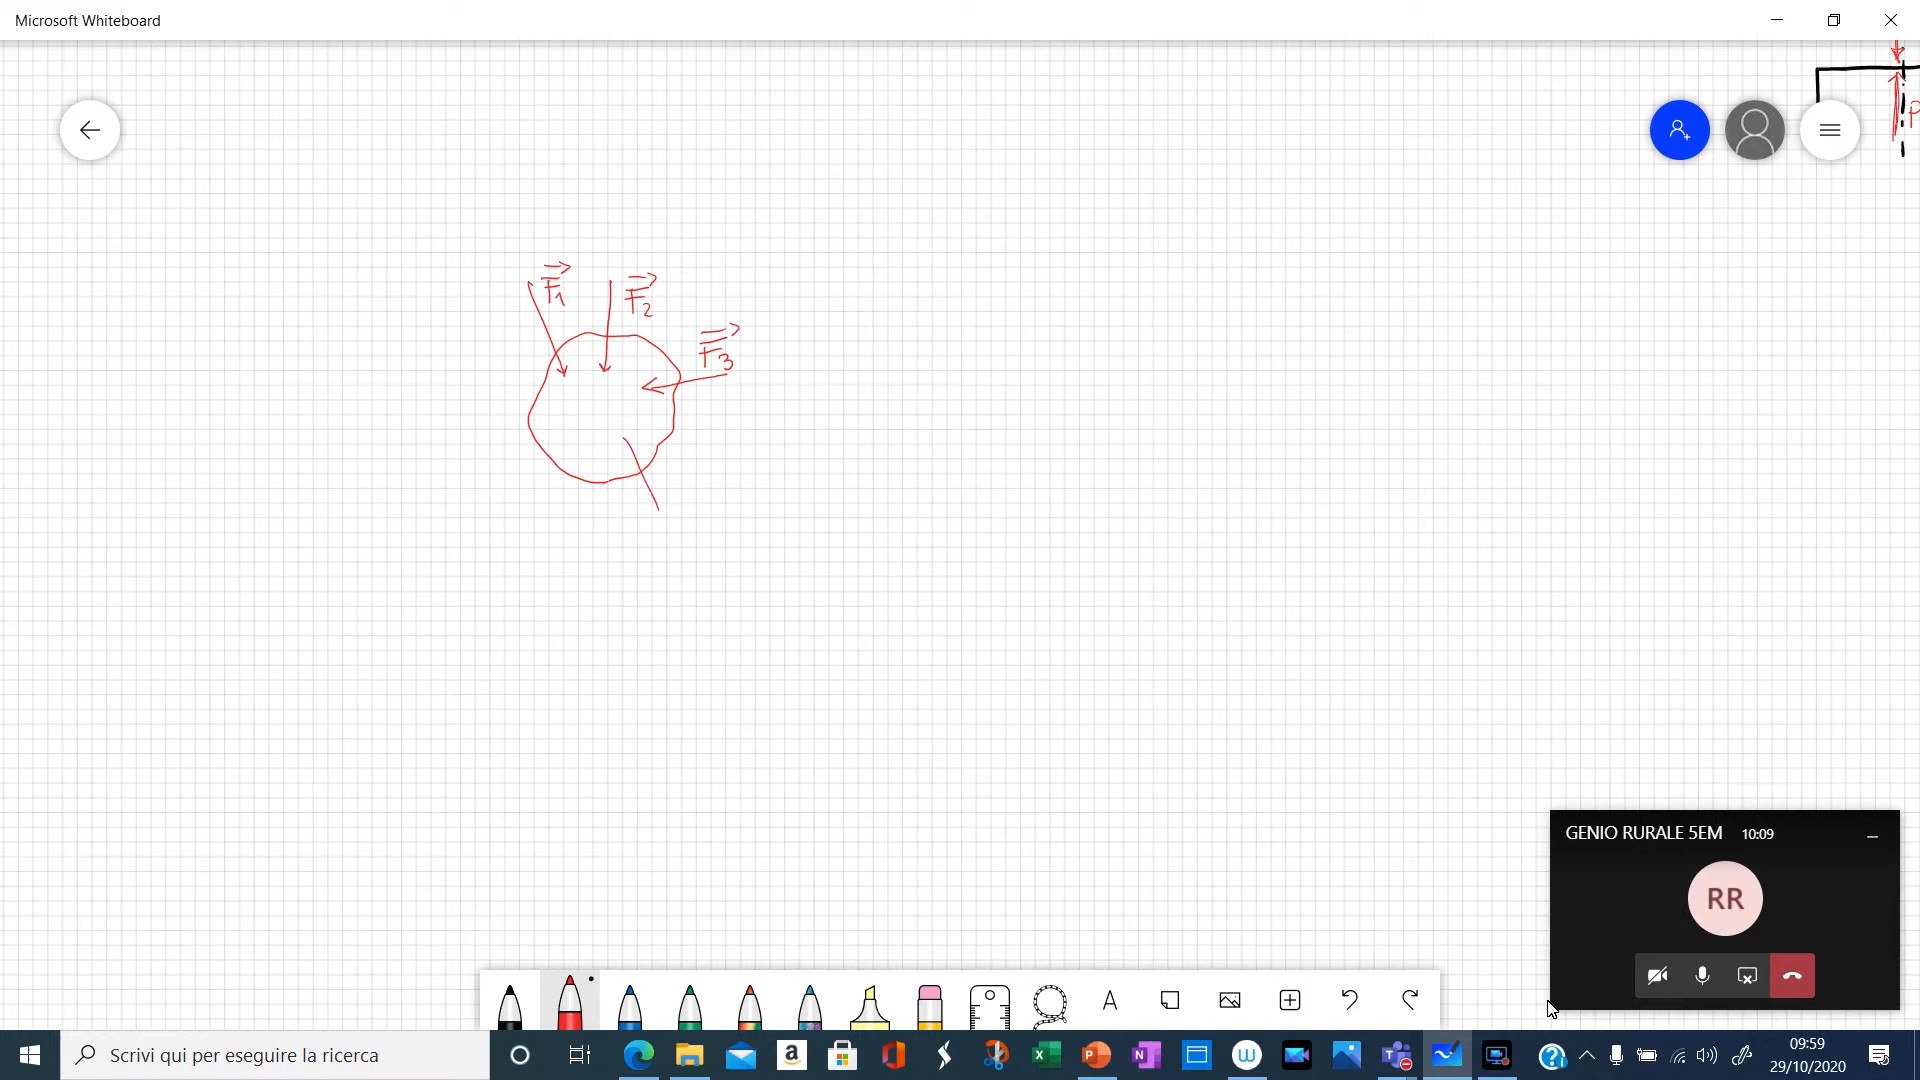 Microsoft Whiteboard
P
F1
F2
F3
GENIO RURALE 5EM 10:09
RR
A
Scrivi qui per eseguire la ricerca
09:59
29/10/2020